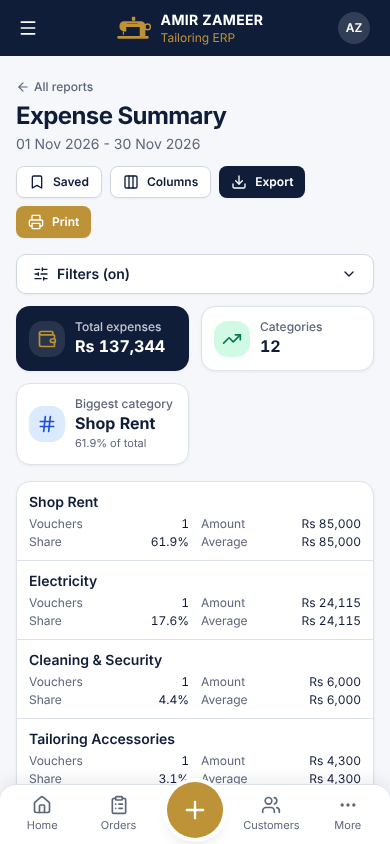 AMIR ZAMEER
Tailoring ERP
AZ
← All reports
Expense Summary
01 Nov 2026 - 30 Nov 2026
Saved
Columns
Export
Print
Filters (on)
Total expenses
Rs 137,344
Categories
12
Biggest category
Shop Rent
61.9% of total
Shop Rent
Vouchers 1 Amount Rs 85,000
Share 61.9% Average Rs 85,000
Electricity
Vouchers 1 Amount Rs 24,115
Share 17.6% Average Rs 24,115
Cleaning & Security
Vouchers 1 Amount Rs 6,000
Share 4.4% Average Rs 6,000
Tailoring Accessories
Vouchers 1 Amount Rs 4,300
Share 3.1% Average Rs 4,300
Home
Orders
Customers
More